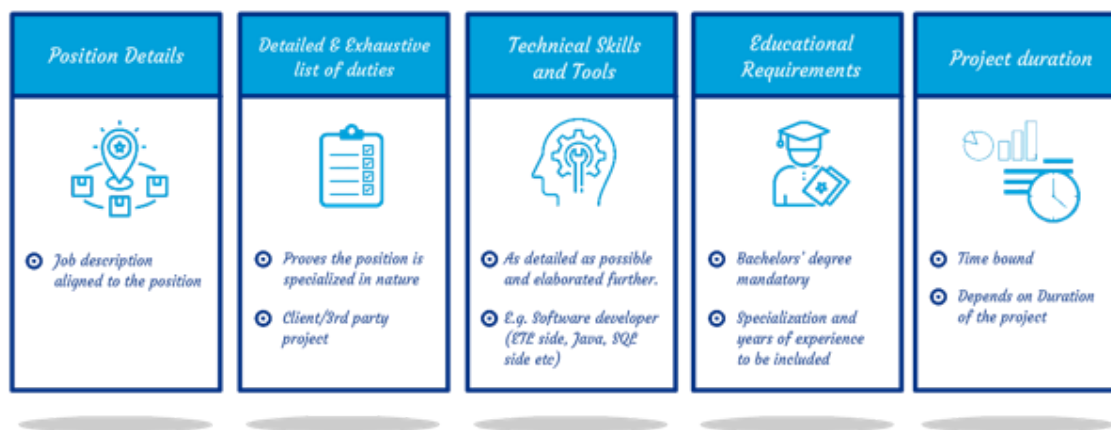 Position Details
Job description
aligned to the position
Detailed & Exhaustive
list of duties
Proves the position is
specialized in nature
Client/3rd party
project
Technical Skills
and Tools
As detailed as possible
and elaborated further.
E.g. Software developer
(ETL side, Java, SQL
side etc)
Educational
Requirements
Bachelors' degree
mandatory
Specialization and
years of experience
to be included
Project duration
Time bound
Depends on Duration
of the project